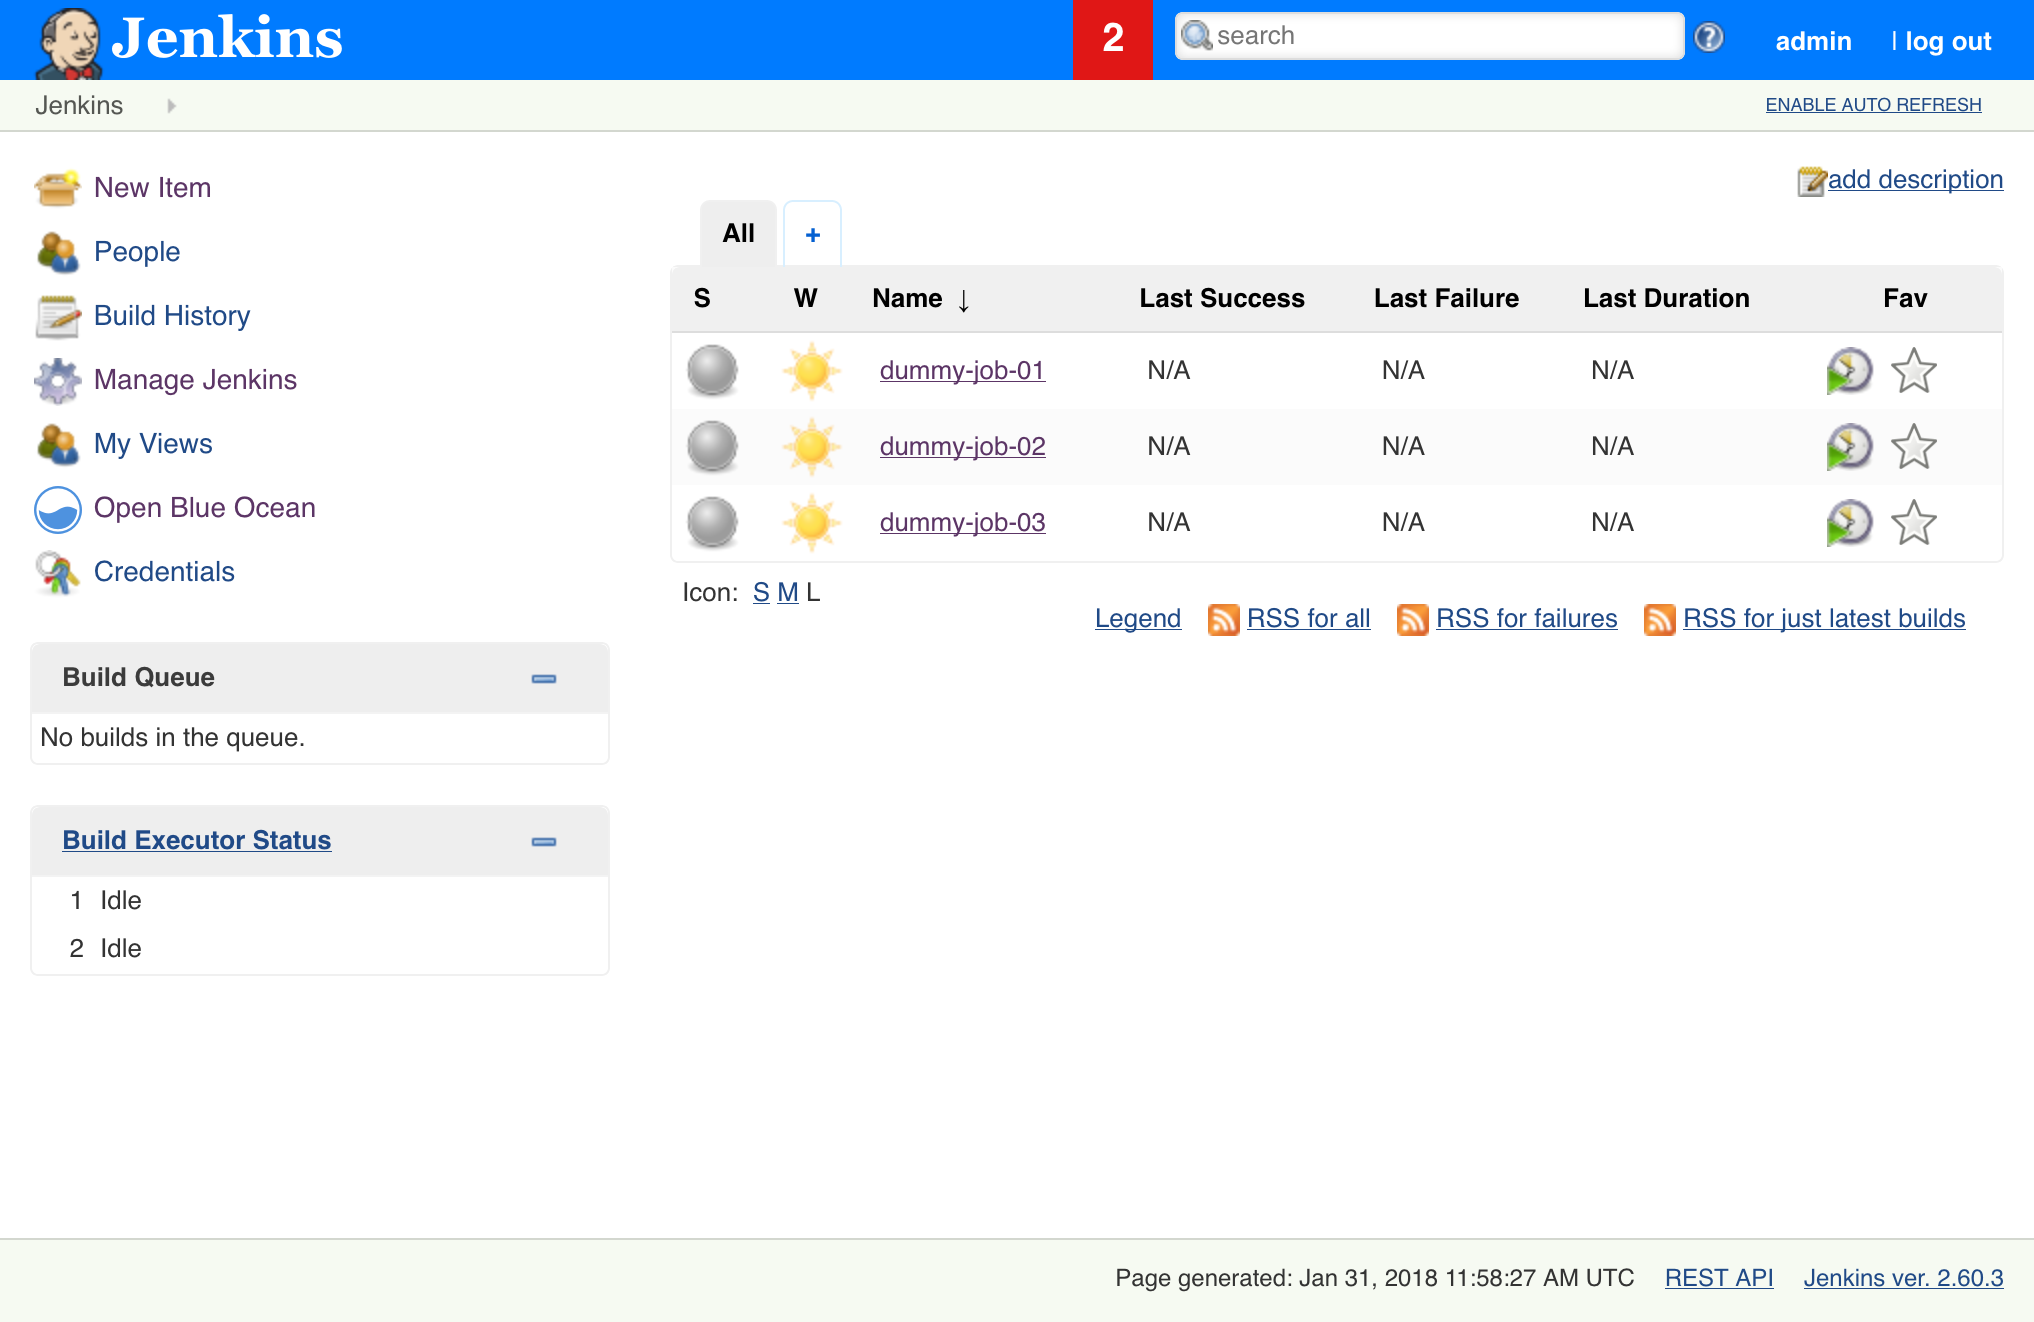 Jenkins
2
search
admin | log out
Jenkins
ENABLE AUTO REFRESH
New Item
People
Build History
Manage Jenkins
My Views
Open Blue Ocean
Credentials
Build Queue
No builds in the queue.
Build Executor Status
1 Idle
2 Idle
add description
All +
S W Name ↓ Last Success Last Failure Last Duration Fav
dummy-job-01 N/A N/A N/A
dummy-job-02 N/A N/A N/A
dummy-job-03 N/A N/A N/A
Icon: S M L
Legend RSS for all RSS for failures RSS for just latest builds
Page generated: Jan 31, 2018 11:58:27 AM UTC REST API Jenkins ver. 2.60.3